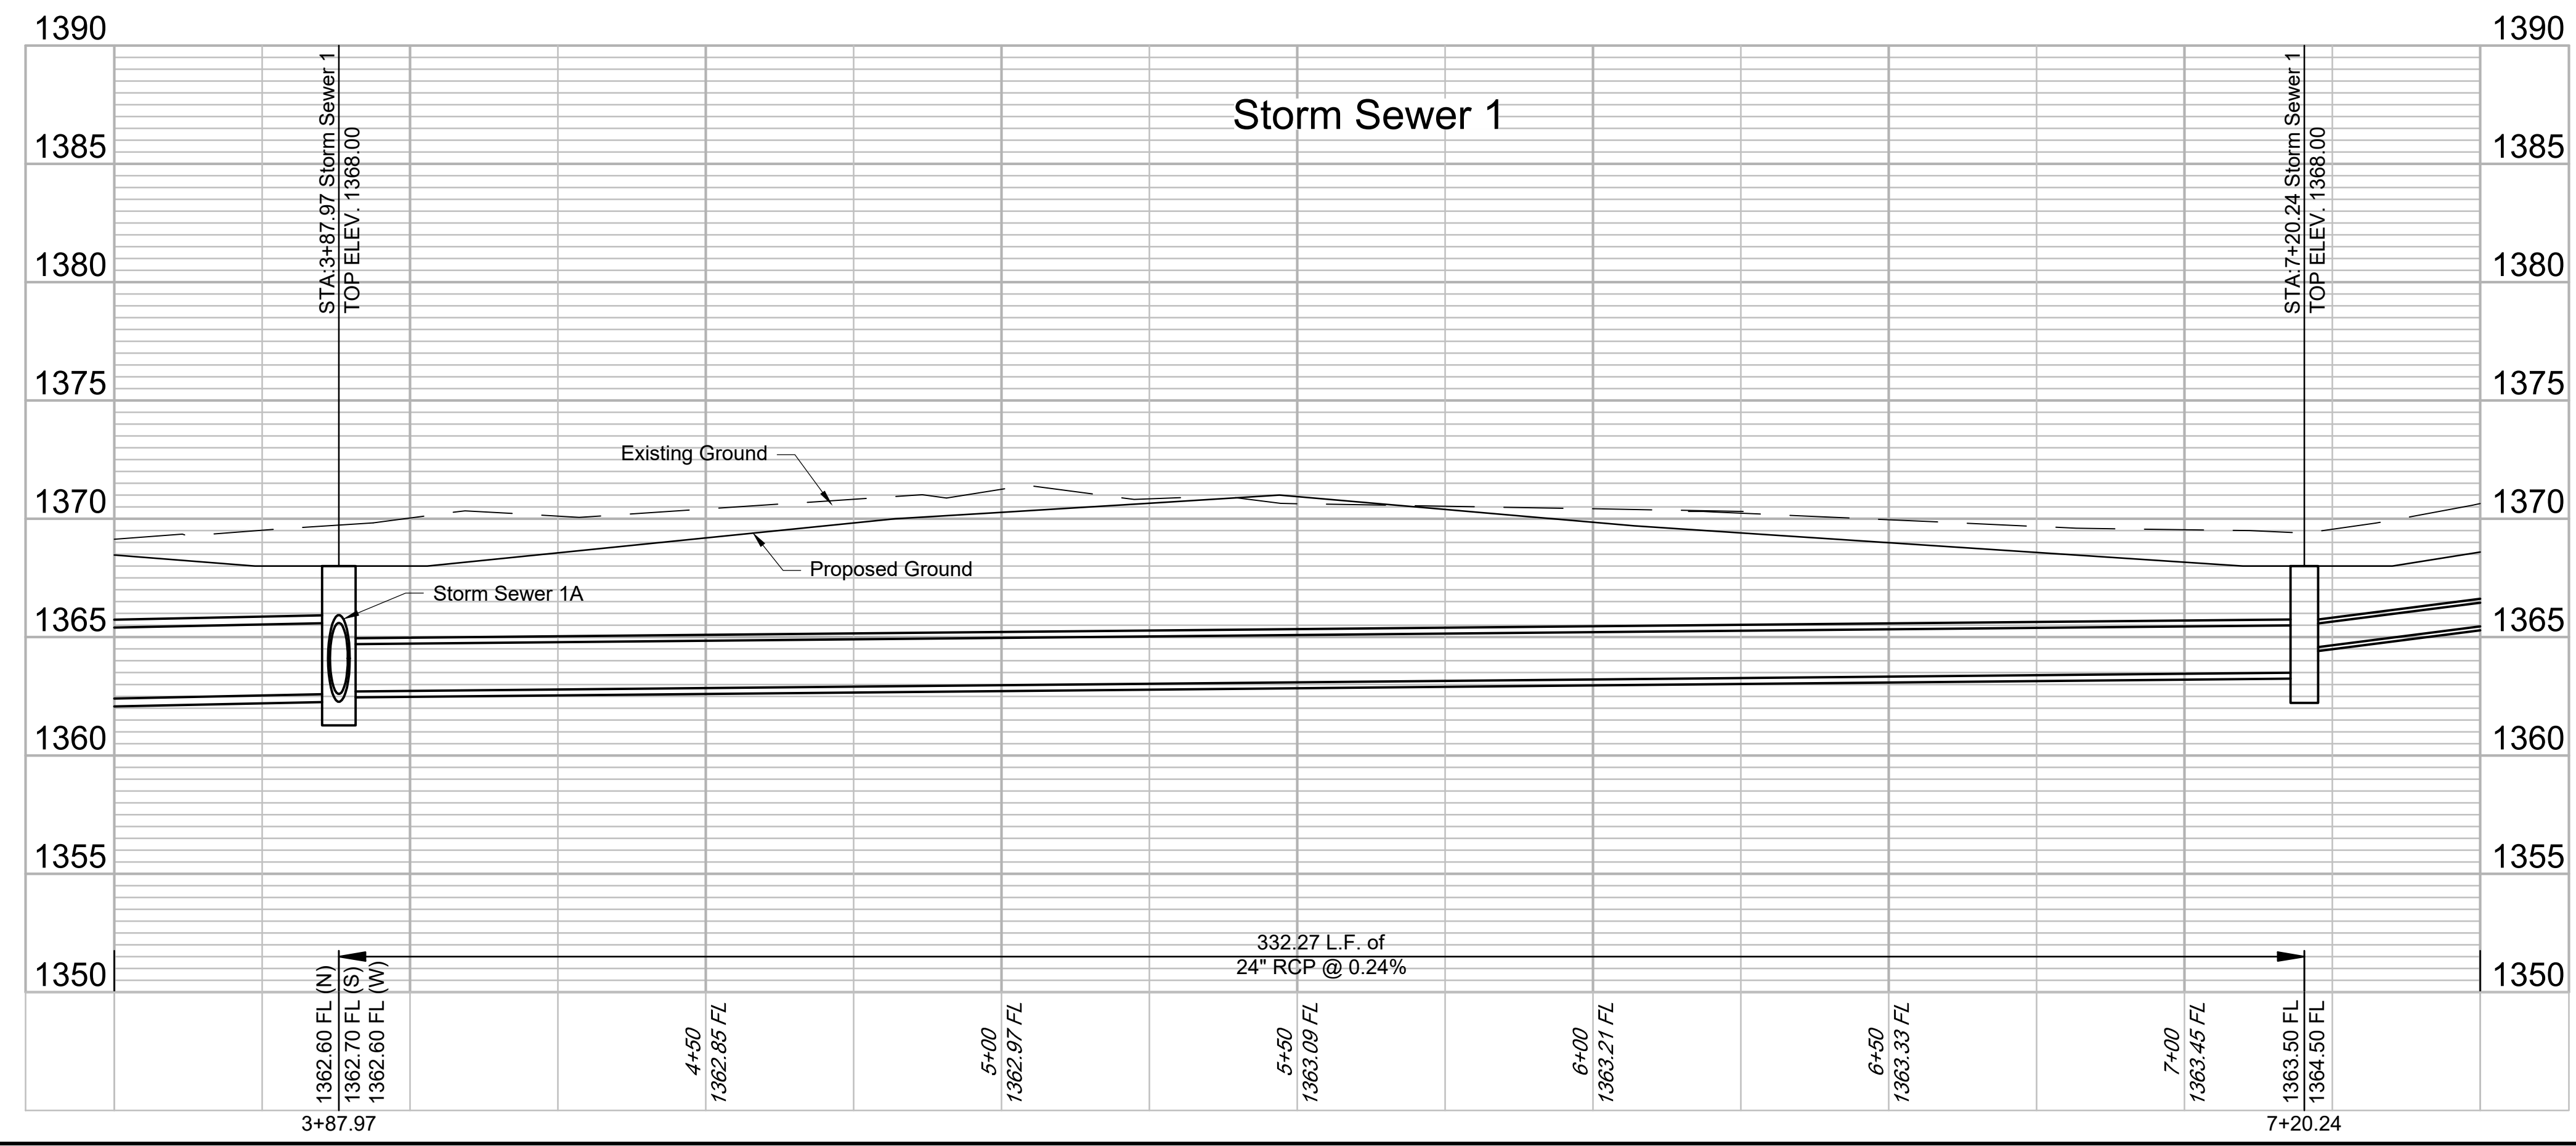 1390
1390
STA:3+87.97 Storm Sewer 1
TOP ELEV. 1368.00
Storm Sewer 1
STA:7+20.24 Storm Sewer 1
TOP ELEV. 1368.00
1385
1385
1380
1380
1375
1375
Existing Ground
1370
1370
Proposed Ground
Storm Sewer 1A
1365
1365
1360
1360
1355
1355
332.27 L.F. of
24" RCP @ 0.24%
1350
1350
1362.60 FL (N)
1362.70 FL (S)
1362.60 FL (W)
4+50
1362.85 FL
5+00
1362.97 FL
5+50
1363.09 FL
6+00
1363.21 FL
6+50
1363.33 FL
7+00
1363.45 FL
1363.50 FL
1364.50 FL
3+87.97
7+20.24